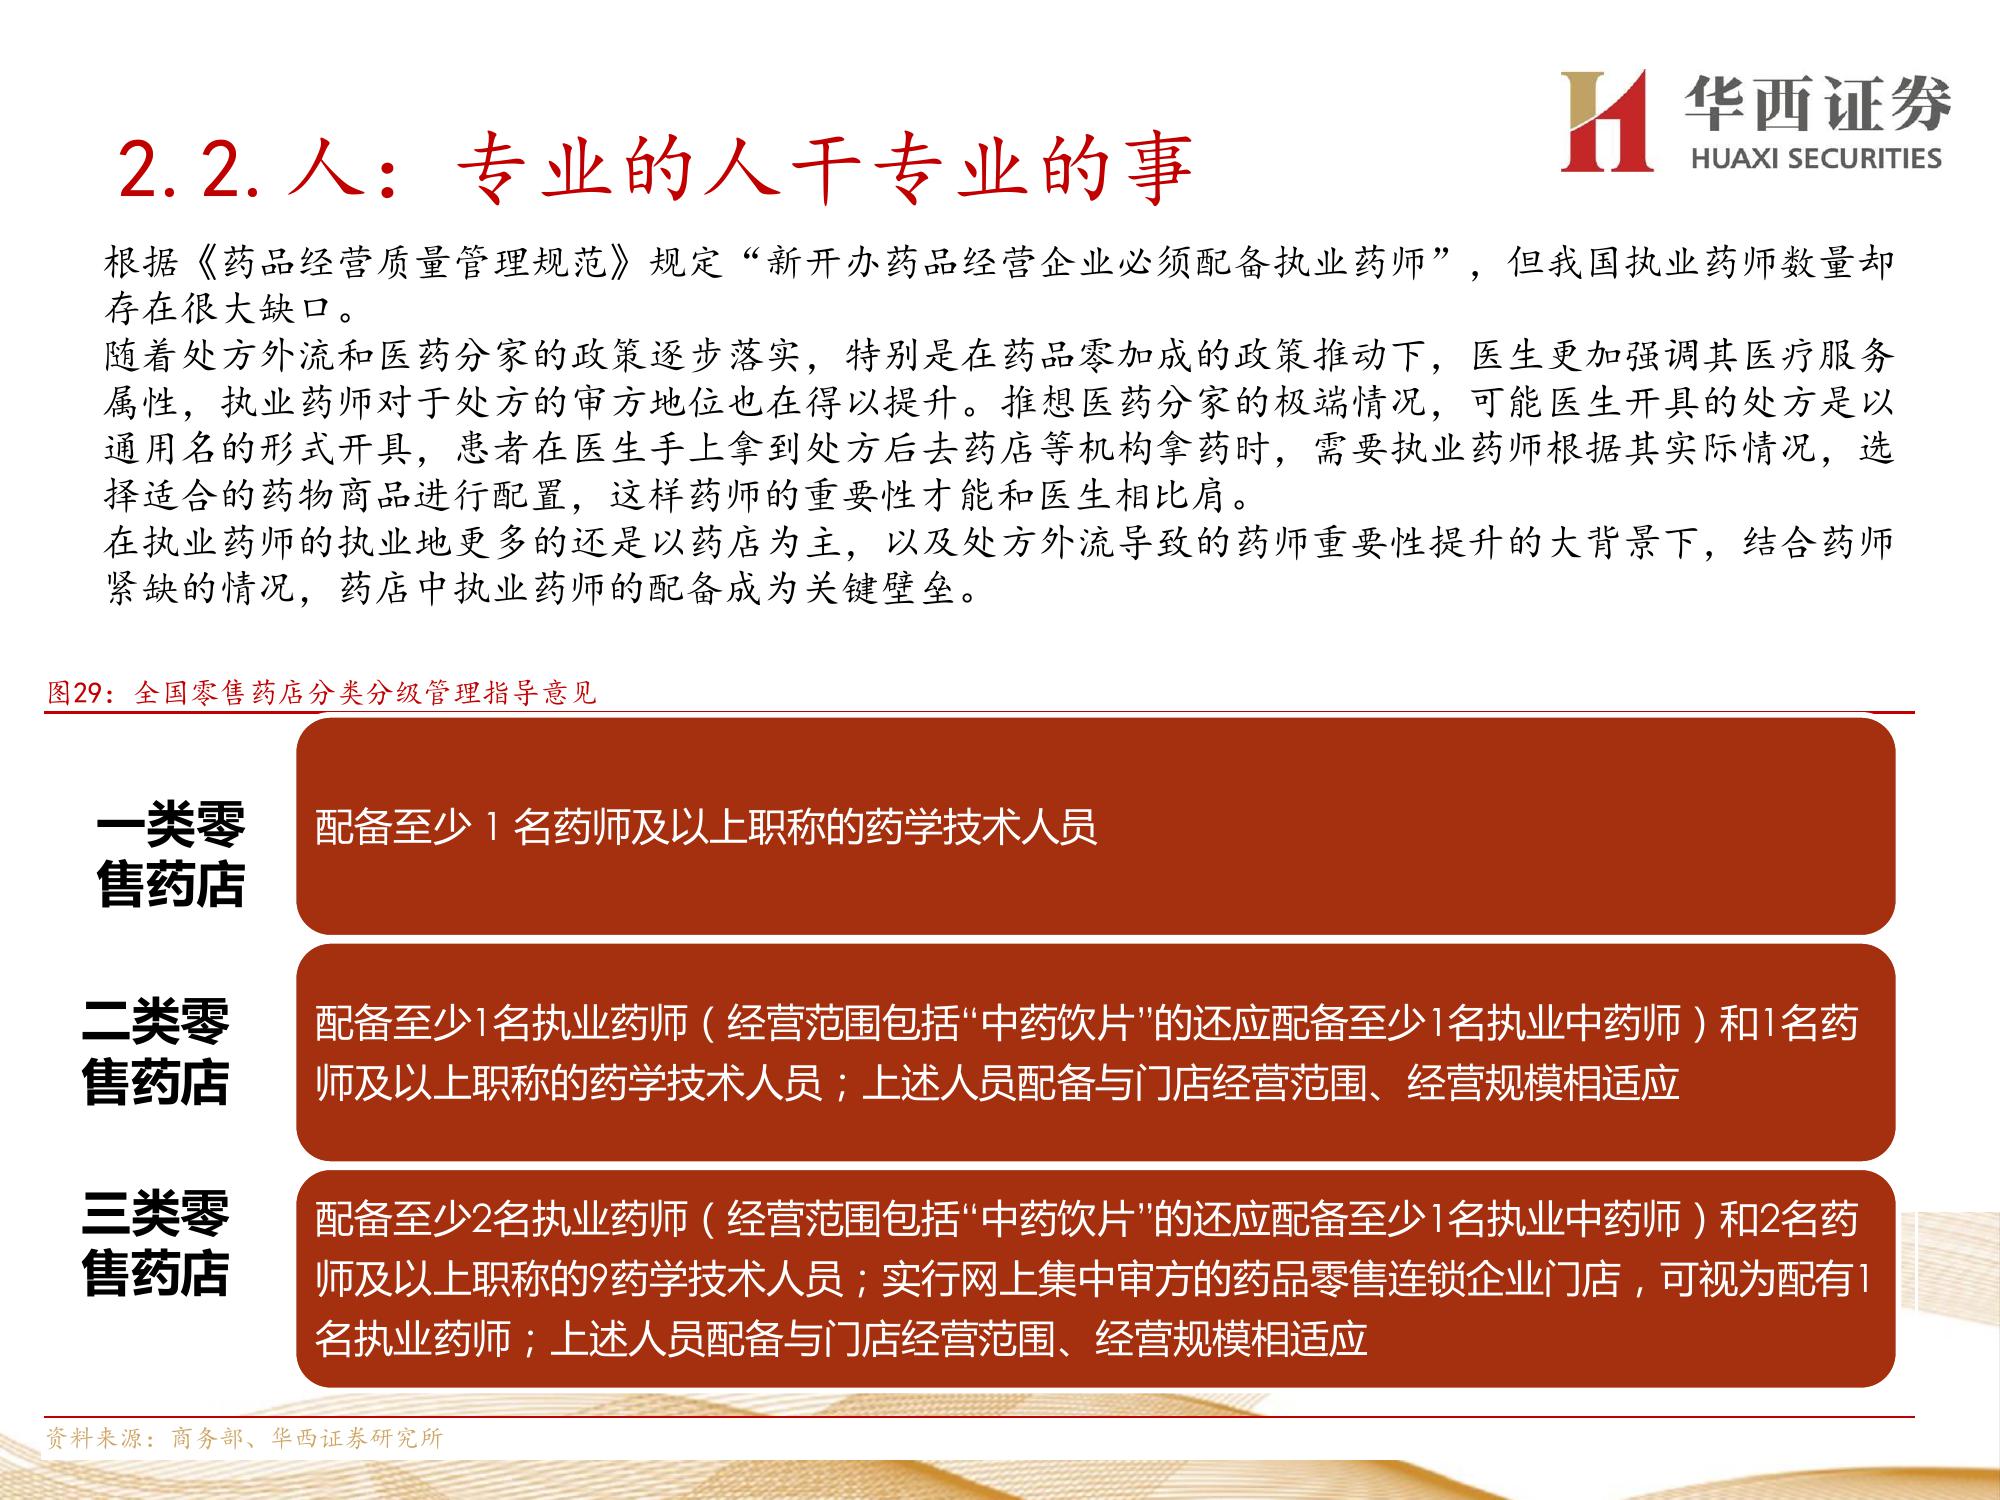 华西证券
HUAXI SECURITIES
2.2.人：专业的人干专业的事
根据《药品经营质量管理规范》规定“新开办药品经营企业必须配备执业药师”，但我国执业药师数量却
存在很大缺口。
随着处方外流和医药分家的政策逐步落实，特别是在药品零加成的政策推动下，医生更加强调其医疗服务
属性，执业药师对于处方的审方地位也在得以提升。推想医药分家的极端情况，可能医生开具的处方是以
通用名的形式开具，患者在医生手上拿到处方后去药店等机构拿药时，需要执业药师根据其实际情况，选
择适合的药物商品进行配置，这样药师的重要性才能和医生相比肩。
在执业药师的执业地更多的还是以药店为主，以及处方外流导致的药师重要性提升的大背景下，结合药师
紧缺的情况，药店中执业药师的配备成为关键壁垒。
图29：全国零售药店分类分级管理指导意见
一类零
售药店
配备至少 1 名药师及以上职称的药学技术人员
二类零
售药店
配备至少1名执业药师（经营范围包括“中药饮片”的还应配备至少1名执业中药师）和1名药
师及以上职称的药学技术人员；上述人员配备与门店经营范围、经营规模相适应
三类零
售药店
配备至少2名执业药师（经营范围包括“中药饮片”的还应配备至少1名执业中药师）和2名药
师及以上职称的9药学技术人员；实行网上集中审方的药品零售连锁企业门店，可视为配有1
名执业药师；上述人员配备与门店经营范围、经营规模相适应
资料来源：商务部、华西证券研究所